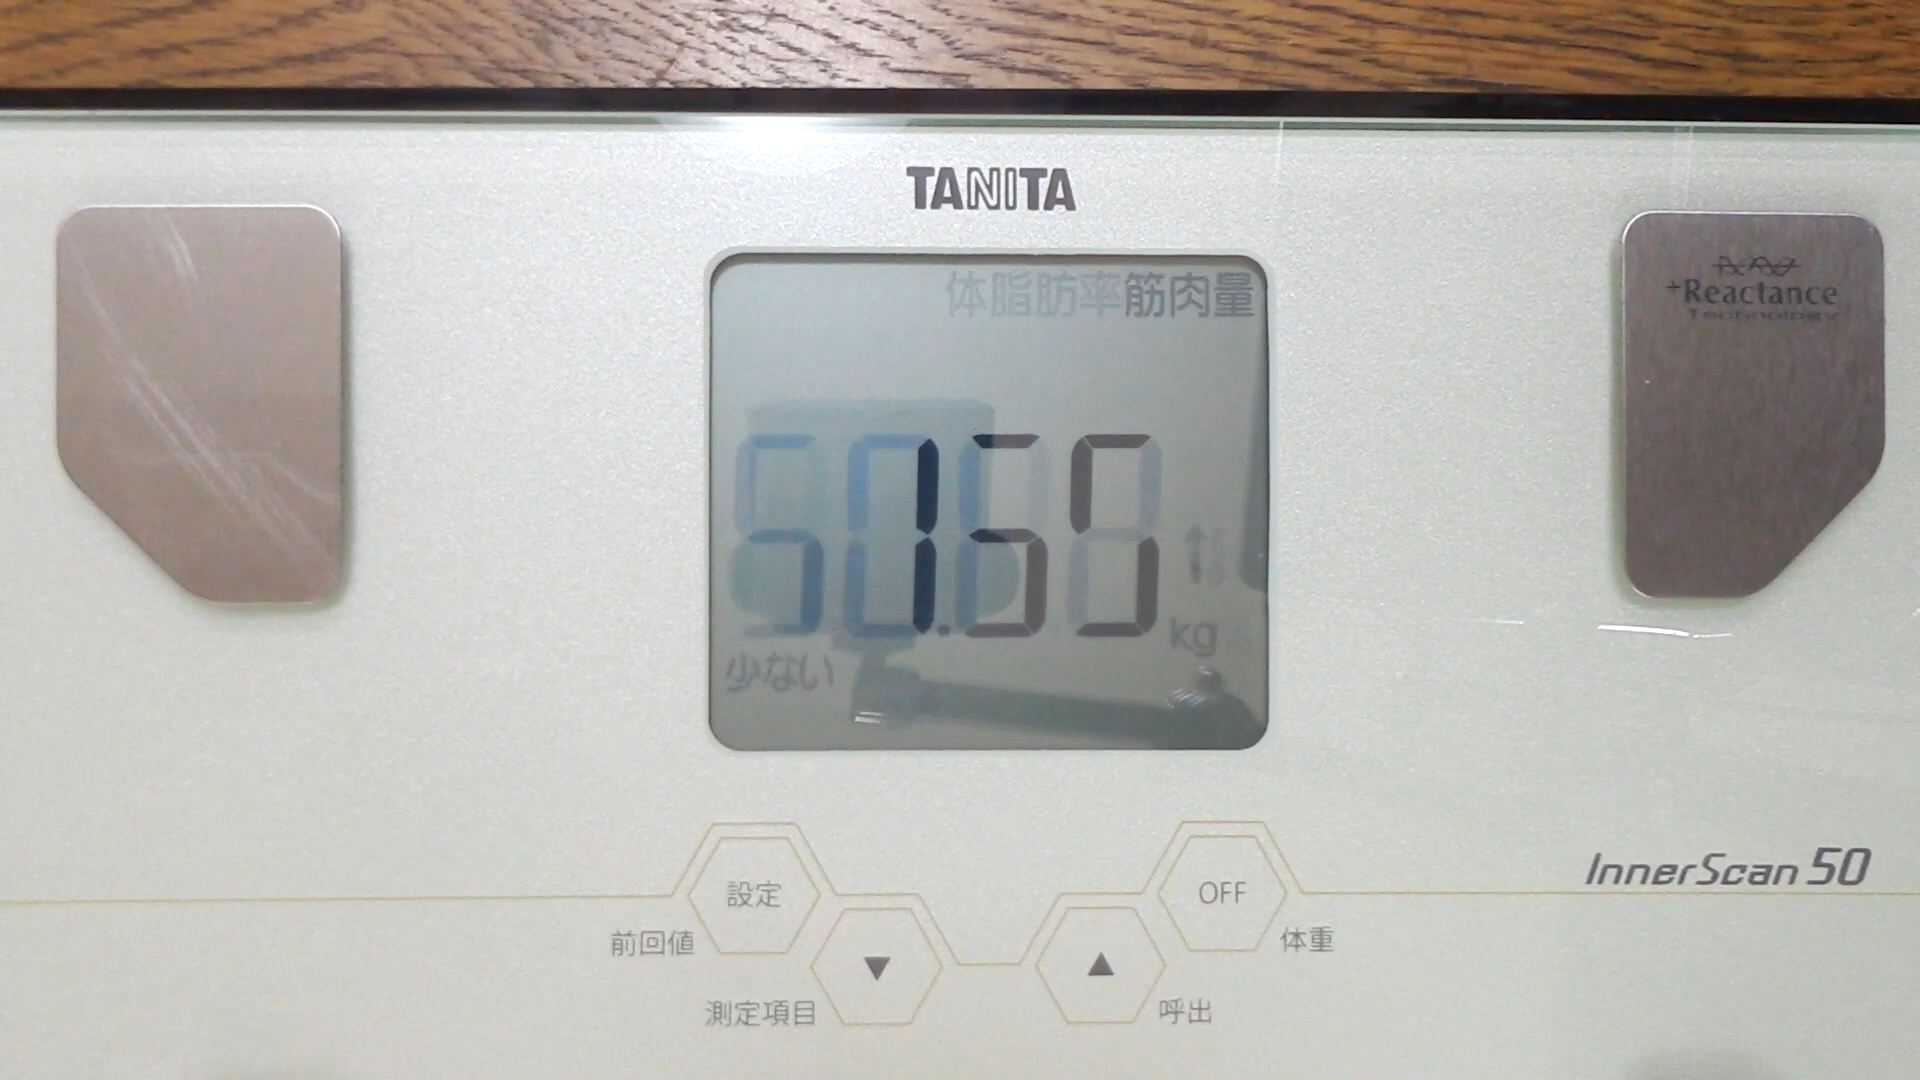 TANITA
体脂肪率筋肉量
+Reactance
Technology
kg
少ない
InnerScan 50
設定
OFF
前回値
体重
▼
▲
測定項目
呼出